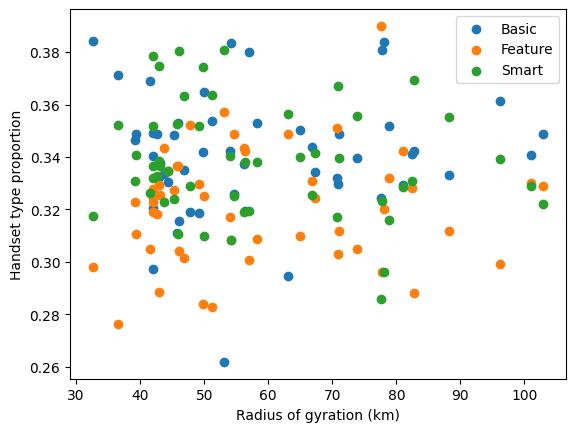 Basic
Feature
Smart
0.38
0.36
0.34
0.32
0.30
0.28
0.26
Handset type proportion
30 40 50 60 70 80 90 100
Radius of gyration (km)